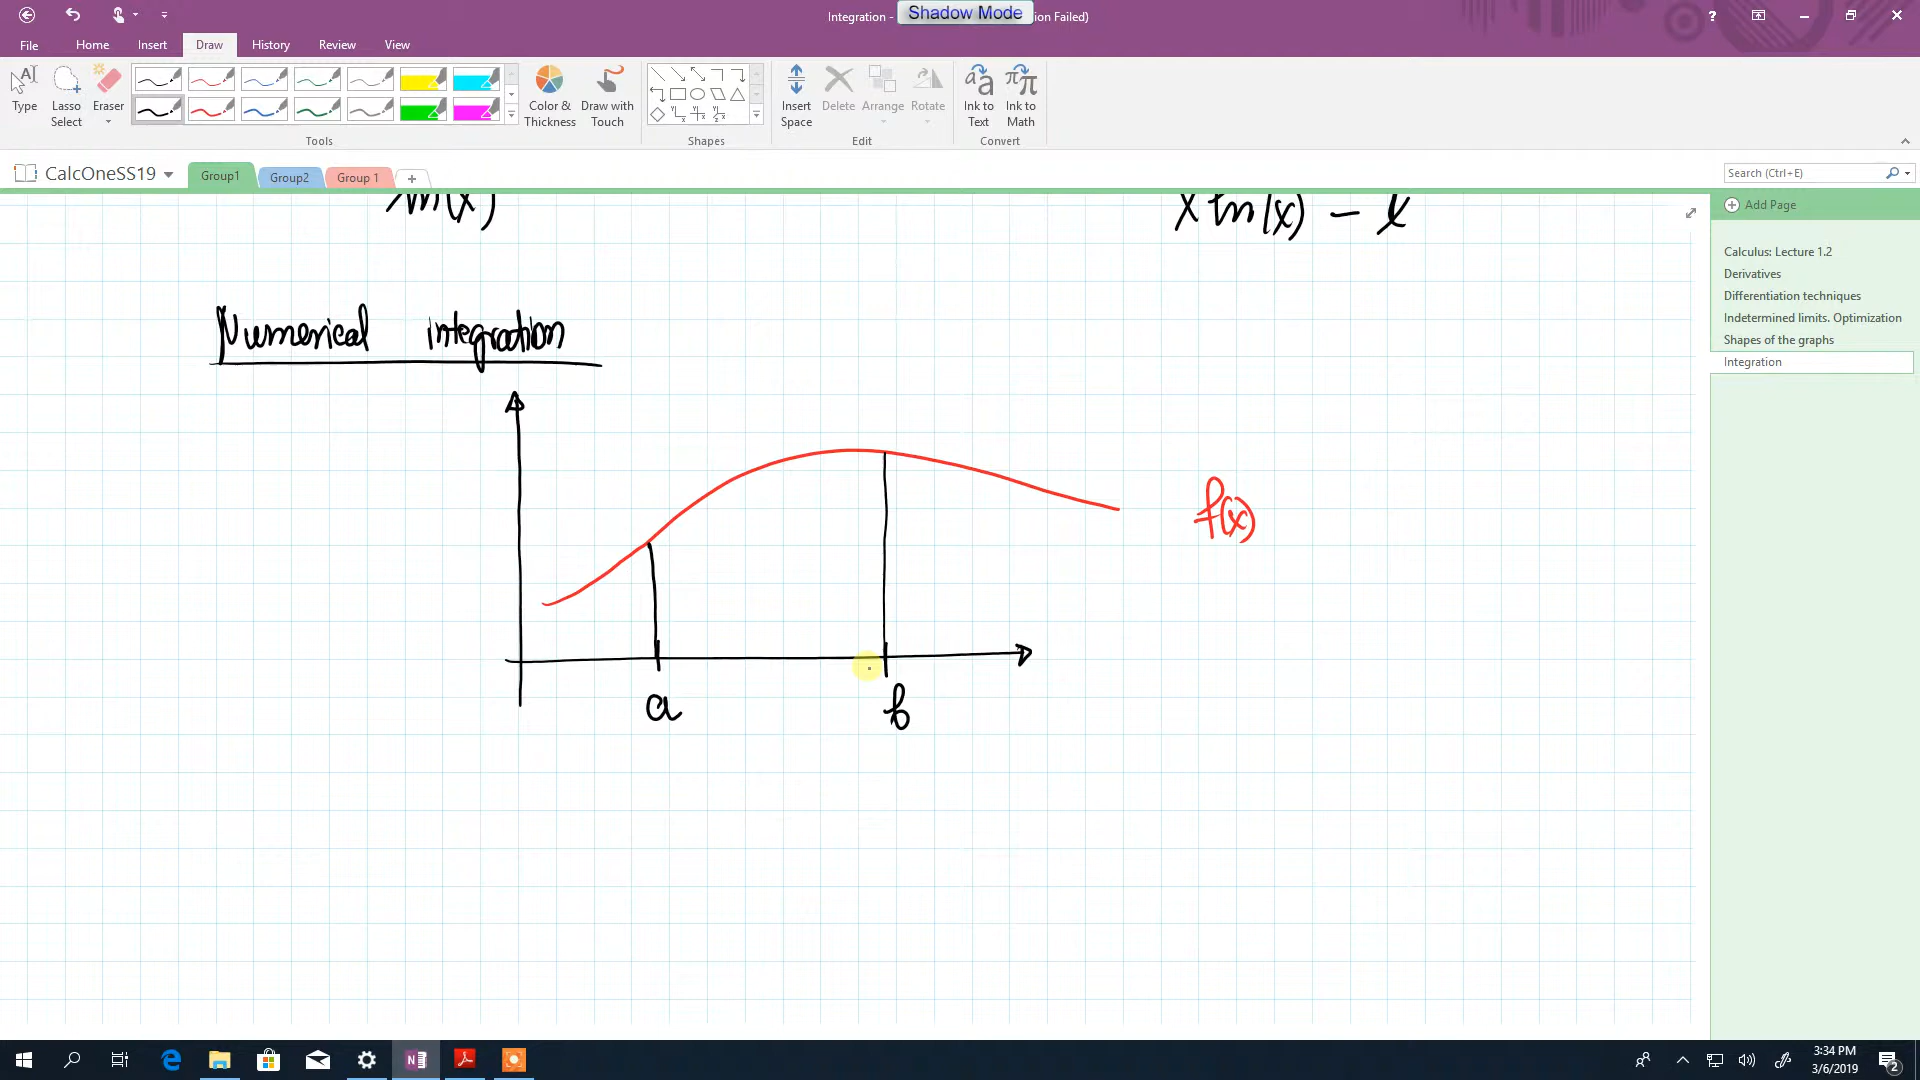 Integration - Shadow Mode ion Failed)
File Home Insert Draw History Review View
Type
Lasso Select
Eraser
Color & Thickness
Draw with Touch
Insert Space
Delete
Arrange
Rotate
Ink to Text
Ink to Math
Tools Shapes Edit Convert
CalcOneSS19 Group1 Group2 Group 1
Search (Ctrl+E)
Add Page
Calculus: Lecture 1.2
Derivatives
Differentiation techniques
Indetermined limits. Optimization
Shapes of the graphs
Integration
x ln(x) - x
Numerical integration
f(x)
a b
3:34 PM
3/6/2019
2